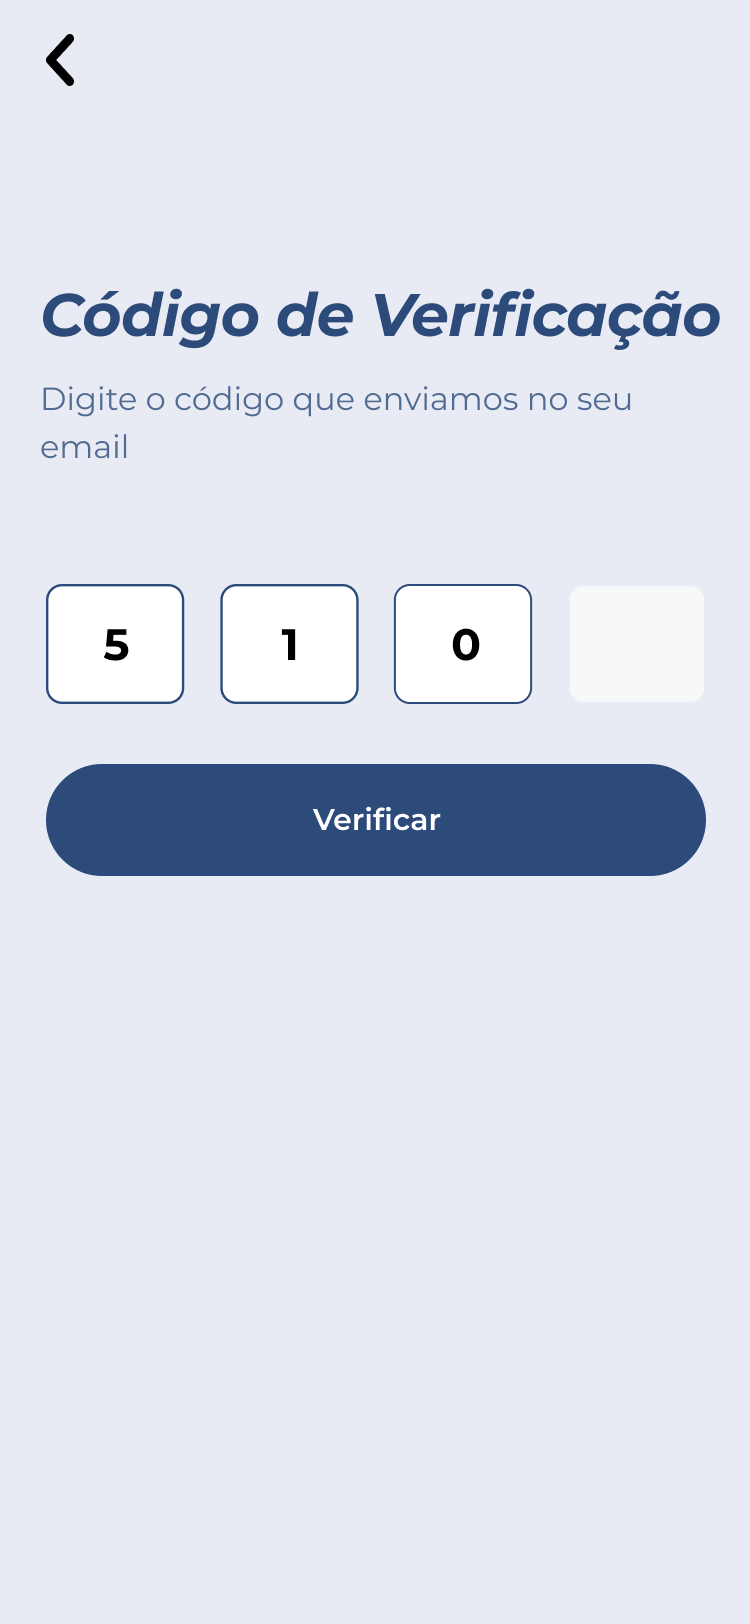 Código de Verificação
Digite o código que enviamos no seu
email
5 1 0
Verificar